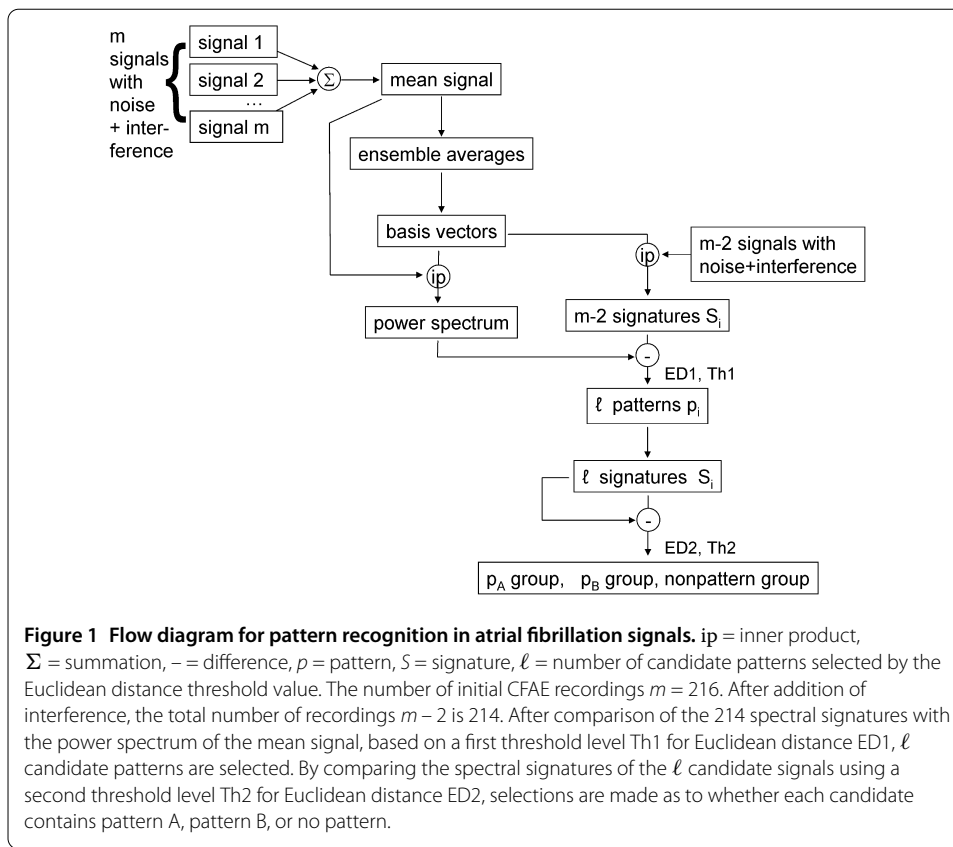 m
signals
with
noise
+ inter-
ference
{
signal 1
signal 2
...
signal m
Σ
mean signal
ensemble averages
basis vectors
ip
ip
m-2 signals with
noise+interference
power spectrum
m-2 signatures Sᵢ
-
ED1, Th1
ℓ patterns pᵢ
ℓ signatures Sᵢ
-
ED2, Th2
p_A group, p_B group, nonpattern group
Figure 1 Flow diagram for pattern recognition in atrial fibrillation signals. ip = inner product,
Σ = summation, – = difference, p = pattern, S = signature, ℓ = number of candidate patterns selected by the
Euclidean distance threshold value. The number of initial CFAE recordings m = 216. After addition of
interference, the total number of recordings m – 2 is 214. After comparison of the 214 spectral signatures with
the power spectrum of the mean signal, based on a first threshold level Th1 for Euclidean distance ED1, ℓ
candidate patterns are selected. By comparing the spectral signatures of the ℓ candidate signals using a
second threshold level Th2 for Euclidean distance ED2, selections are made as to whether each candidate
contains pattern A, pattern B, or no pattern.